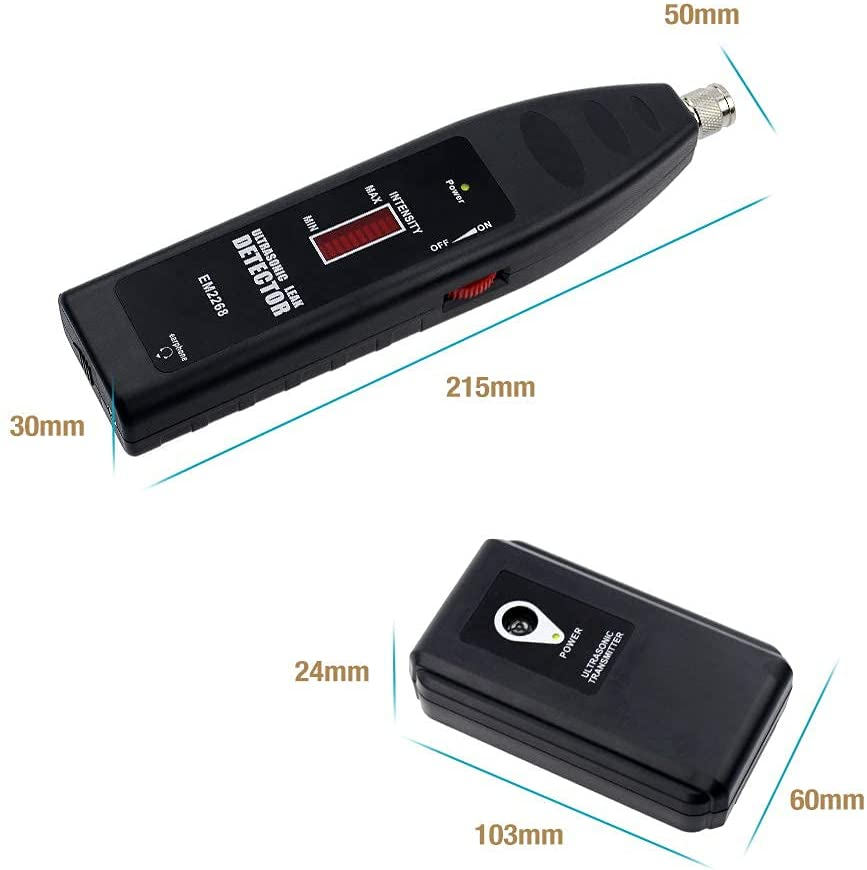 50mm
Power
OFF ON
MIN MAX
INTENSITY
ULTRASONIC LEAK
DETECTOR
EM2268
earphone
215mm
30mm
POWER
ULTRASONIC
TRANSMITTER
24mm
60mm
103mm